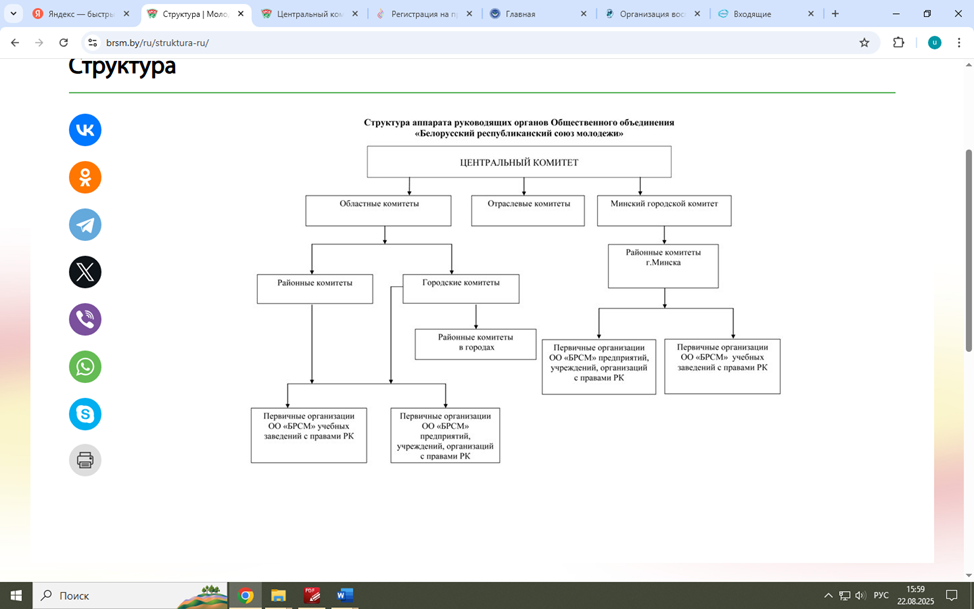 Яндекс — быстры
Структура | Моло
Центральный ком
Регистрация на п
Главная
Организация вос
Входящие
brsm.by/ru/struktura-ru/
u
Структура
Структура аппарата руководящих органов Общественного объединения
«Белорусский республиканский союз молодежи»
ЦЕНТРАЛЬНЫЙ КОМИТЕТ
Областные комитеты
Отраслевые комитеты
Минский городской комитет
Районные комитеты
г.Минска
Районные комитеты
Городские комитеты
Районные комитеты
в городах
Первичные организации
ОО «БРСМ» предприятий,
учреждений, организаций
с правами РК
Первичные организации
ОО «БРСМ» учебных
заведений с правами РК
Первичные организации
ОО «БРСМ» учебных
заведений с правами РК
Первичные организации
ОО «БРСМ»
предприятий,
учреждений, организаций
с правами РК
Поиск
РУС
15:59
22.08.2025